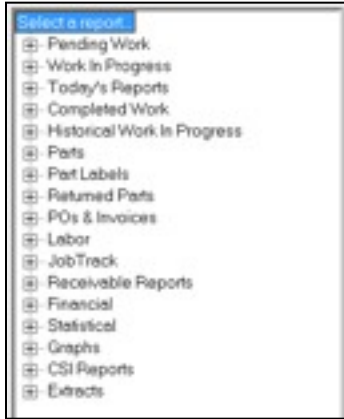 Select a report...
Pending Work
Work In Progress
Today's Reports
Completed Work
Historical Work In Progress
Parts
Part Labels
Returned Parts
POs & Invoices
Labor
JobTrack
Receivable Reports
Financial
Statistical
Graphs
CSI Reports
Extracts